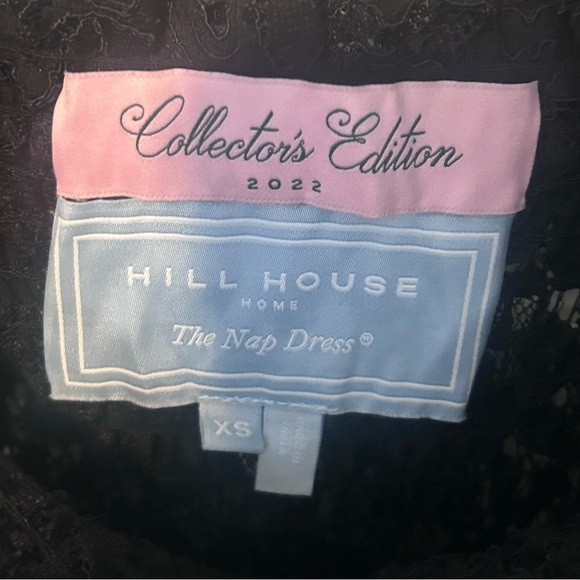 Collector's Edition
2022
HILL HOUSE
HOME
The Nap Dress®
XS